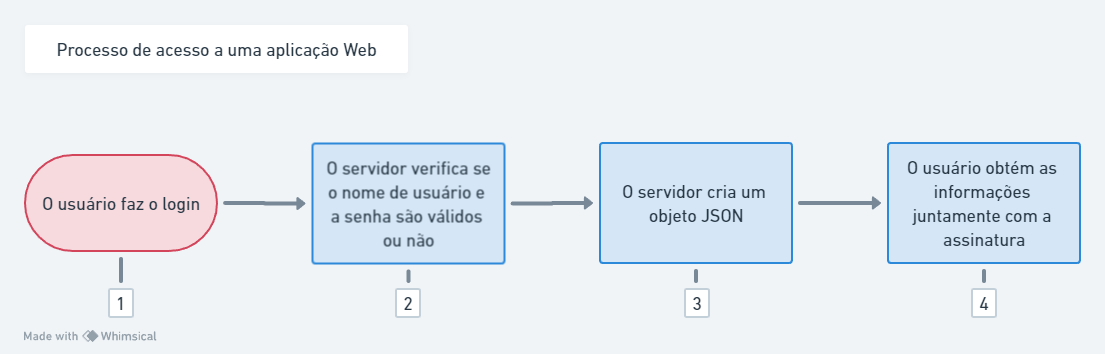 Processo de acesso a uma aplicação Web
O usuário faz o login
O servidor verifica se
o nome de usuário e
a senha são válidos
ou não
O servidor cria um
objeto JSON
O usuário obtém as
informações
juntamente com a
assinatura
1
2
3
4
Made with Whimsical